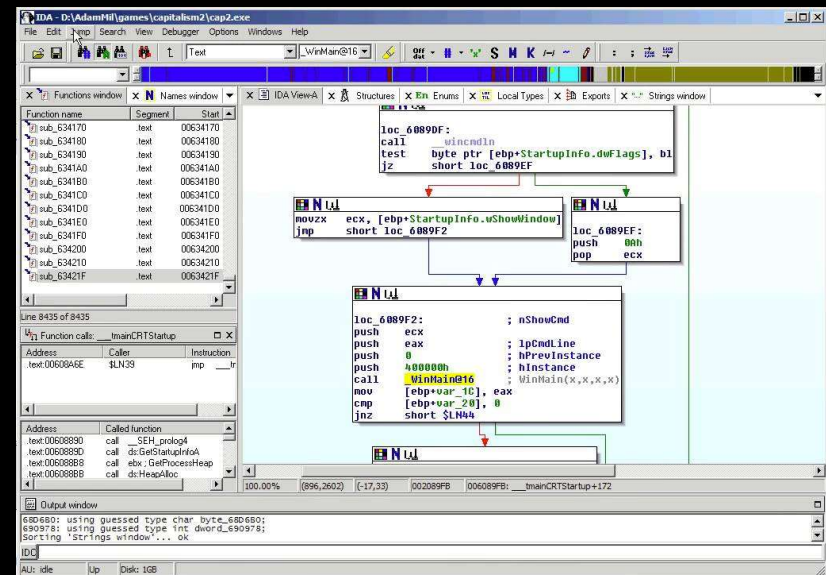 IDA - D:\AdamMil\games\capitalism2\cap2.exe
File Edit Jump Search View Debugger Options Windows Help
Text _WinMain@16 Off dat # 'x' S M K
Functions window N Names window IDA View-A Structures En Enums Local Types Exports Strings window
Function name Segment Start
sub_634170 .text 00634170
sub_634180 .text 00634180
sub_634190 .text 00634190
sub_6341A0 .text 006341A0
sub_6341B0 .text 006341B0
sub_6341C0 .text 006341C0
sub_6341D0 .text 006341D0
sub_6341E0 .text 006341E0
sub_6341F0 .text 006341F0
sub_634200 .text 00634200
sub_634210 .text 00634210
sub_63421F .text 0063421F
Line 8435 of 8435
Function calls: ___tmainCRTStartup
Address Caller Instruction
.text:00608A6E $LN39 jmp ___tr
Address Called function
.text:00608890 call __SEH_prolog4
.text:0060889D call ds:GetStartupInfoA
.text:006088B8 call ebx ; GetProcessHeap
.text:006088BB call ds:HeapAlloc
loc_6089DF:
call __wincmdln
test byte ptr [ebp+StartupInfo.dwFlags], bl
jz short loc_6089EF
N
movzx ecx, [ebp+StartupInfo.wShowWindow]
jmp short loc_6089F2
N
loc_6089EF:
push 0Ah
pop ecx
N
loc_6089F2: ; nShowCmd
push ecx
push eax ; lpCmdLine
push 0 ; hPrevInstance
push 400000h ; hInstance
call _WinMain@16 ; WinMain(x,x,x,x)
mov [ebp+var_1C], eax
cmp [ebp+var_20], 0
jnz short $LN44
N
100.00% (896,2602) (-17,33) 002089FB 006089FB: ___tmainCRTStartup+172
Output window
68D6B0: using guessed type char byte_68D6B0;
690978: using guessed type int dword_690978;
Sorting 'Strings window'... ok
IDC
AU: idle Up Disk: 1GB